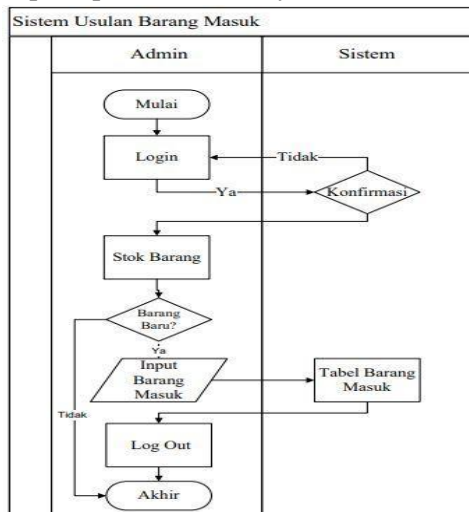 Sistem Usulan Barang Masuk
Admin
Sistem
Mulai
Login
Tidak
Ya
Konfirmasi
Stok Barang
Barang
Baru?
Ya
Input
Barang
Masuk
Tabel Barang
Masuk
Tidak
Log Out
Akhir